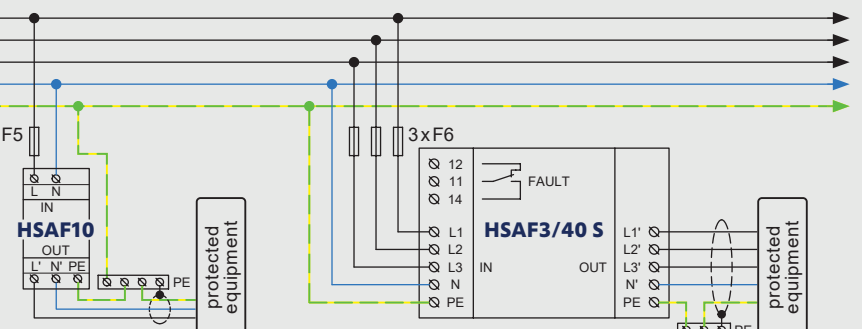 F5
3xF6
L N
IN
HSAF10
OUT
L' N' PE
PE
protected
equipment
12
11
14
FAULT
HSAF3/40 S
L1
L2
L3
N
PE
IN
OUT
L1'
L2'
L3'
N'
PE
protected
equipment
PE